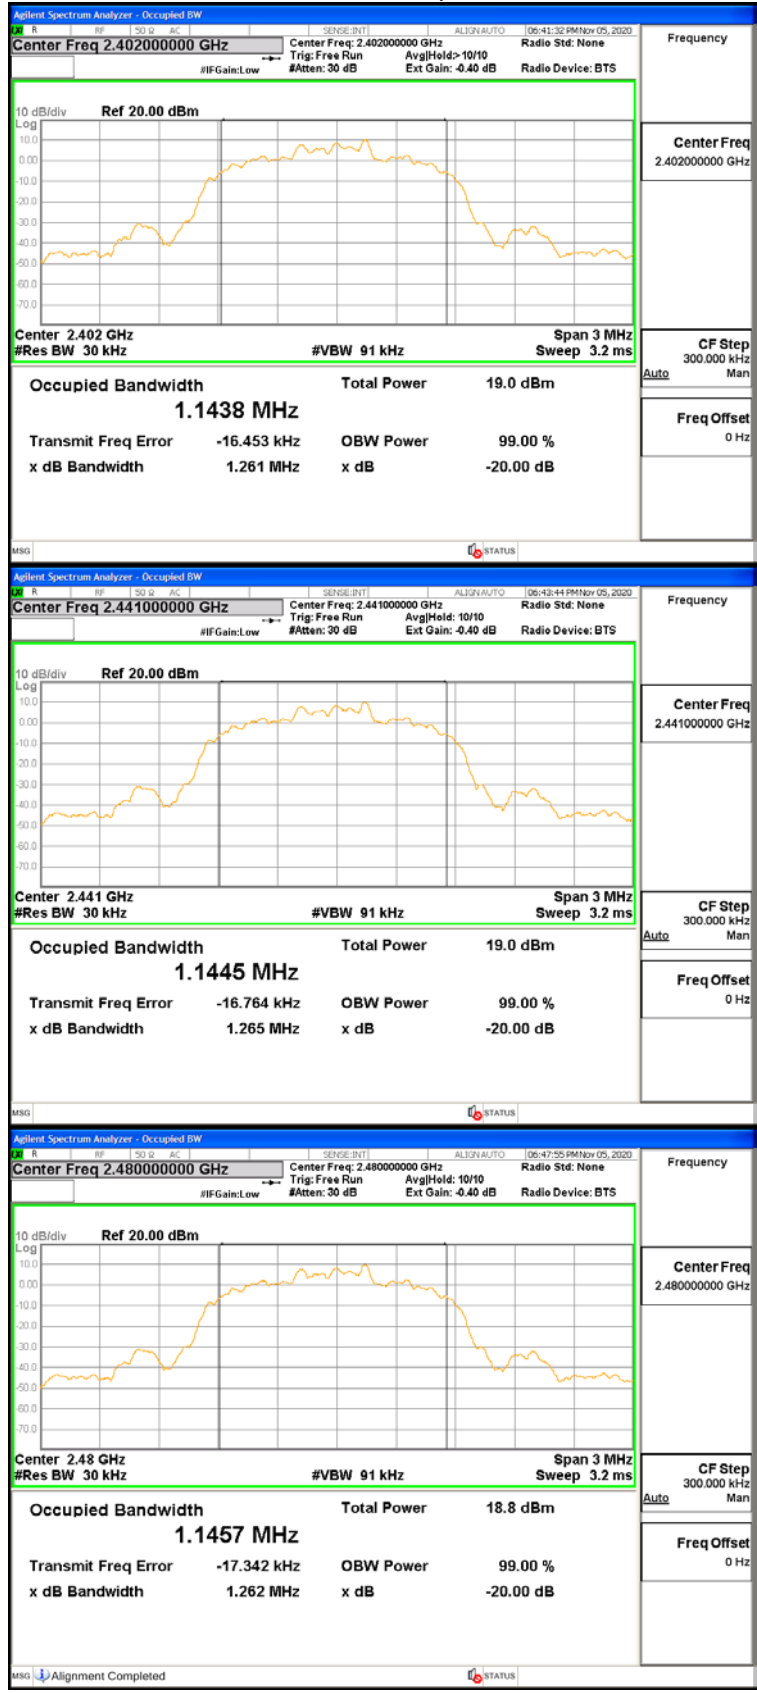 Agilent Spectrum Analyzer - Occupied BW
R RF 50 Ω AC SENSE:INT ALIGN AUTO 06:41:32 PM Nov 05, 2020
Center Freq 2.402000000 GHz Center Freq: 2.402000000 GHz Radio Std: None Frequency
Trig: Free Run Avg|Hold:>10/10
#IFGain:Low #Atten: 30 dB Ext Gain: -0.40 dB Radio Device: BTS
10 dB/div Ref 20.00 dBm
Log
10.0
0.00
-10.0
-20.0
-30.0
-40.0
-50.0
-60.0
-70.0
Center Freq
2.402000000 GHz
Center 2.402 GHz Span 3 MHz
#Res BW 30 kHz #VBW 91 kHz Sweep 3.2 ms
CF Step
300.000 kHz
Auto Man
Occupied Bandwidth Total Power 19.0 dBm
1.1438 MHz
Freq Offset
0 Hz
Transmit Freq Error -16.453 kHz OBW Power 99.00 %
x dB Bandwidth 1.261 MHz x dB -20.00 dB
MSG STATUS
Agilent Spectrum Analyzer - Occupied BW
R RF 50 Ω AC SENSE:INT ALIGN AUTO 06:43:44 PM Nov 05, 2020
Center Freq 2.441000000 GHz Center Freq: 2.441000000 GHz Radio Std: None Frequency
Trig: Free Run Avg|Hold: 10/10
#IFGain:Low #Atten: 30 dB Ext Gain: -0.40 dB Radio Device: BTS
10 dB/div Ref 20.00 dBm
Log
10.0
0.00
-10.0
-20.0
-30.0
-40.0
-50.0
-60.0
-70.0
Center Freq
2.441000000 GHz
Center 2.441 GHz Span 3 MHz
#Res BW 30 kHz #VBW 91 kHz Sweep 3.2 ms
CF Step
300.000 kHz
Auto Man
Occupied Bandwidth Total Power 19.0 dBm
1.1445 MHz
Freq Offset
0 Hz
Transmit Freq Error -16.764 kHz OBW Power 99.00 %
x dB Bandwidth 1.265 MHz x dB -20.00 dB
MSG STATUS
Agilent Spectrum Analyzer - Occupied BW
R RF 50 Ω AC SENSE:INT ALIGN AUTO 06:47:55 PM Nov 05, 2020
Center Freq 2.480000000 GHz Center Freq: 2.480000000 GHz Radio Std: None Frequency
Trig: Free Run Avg|Hold: 10/10
#IFGain:Low #Atten: 30 dB Ext Gain: -0.40 dB Radio Device: BTS
10 dB/div Ref 20.00 dBm
Log
10.0
0.00
-10.0
-20.0
-30.0
-40.0
-50.0
-60.0
-70.0
Center Freq
2.480000000 GHz
Center 2.48 GHz Span 3 MHz
#Res BW 30 kHz #VBW 91 kHz Sweep 3.2 ms
CF Step
300.000 kHz
Auto Man
Occupied Bandwidth Total Power 18.8 dBm
1.1457 MHz
Freq Offset
0 Hz
Transmit Freq Error -17.342 kHz OBW Power 99.00 %
x dB Bandwidth 1.262 MHz x dB -20.00 dB
MSG Alignment Completed STATUS